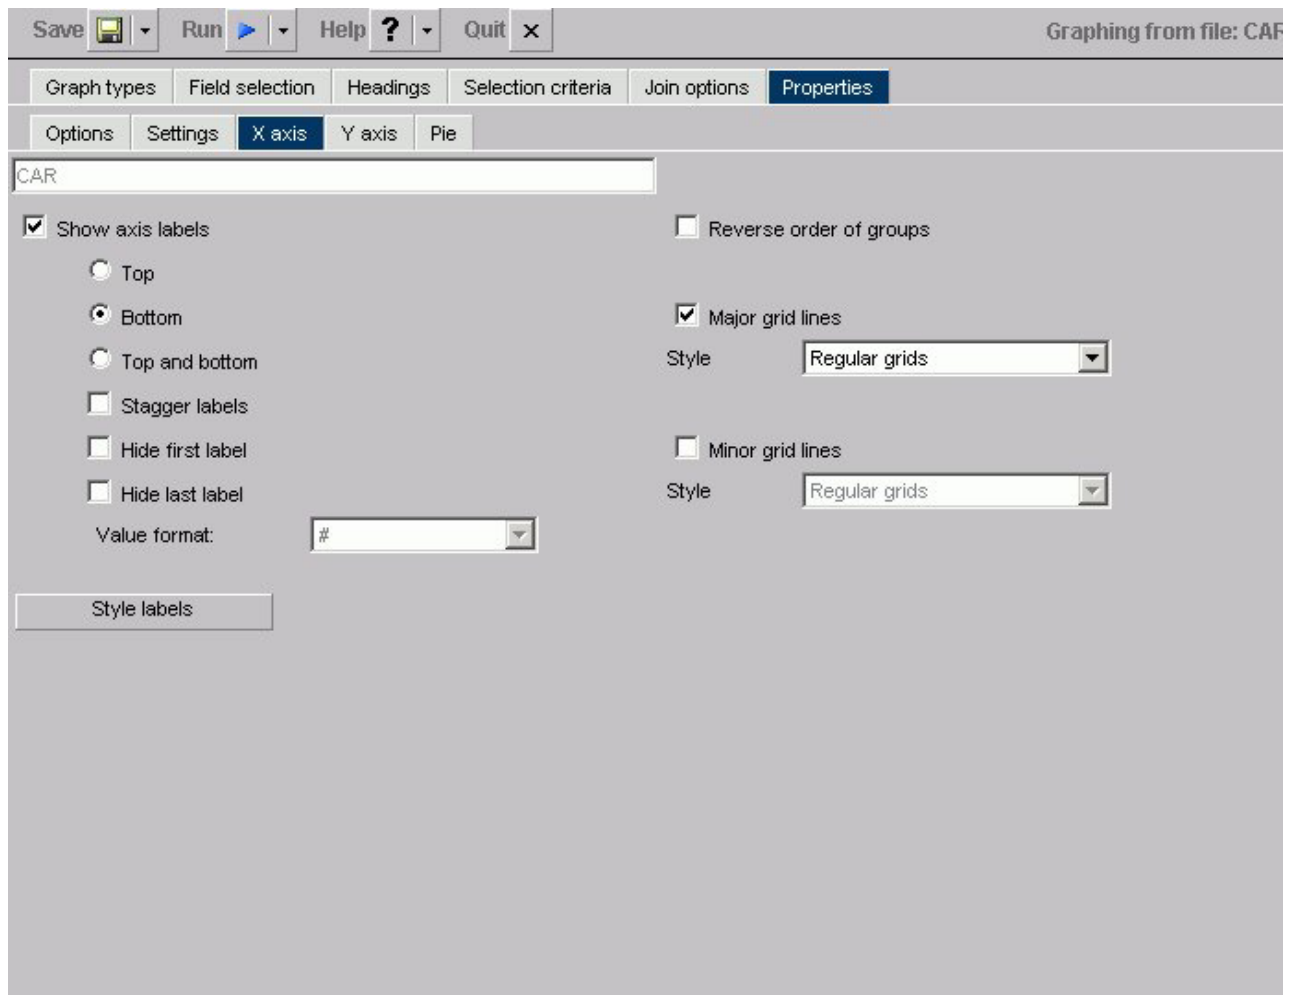 Save Run Help ? Quit Graphing from file: CAR
Graph types Field selection Headings Selection criteria Join options Properties
Options Settings X axis Y axis Pie
CAR
Show axis labels Reverse order of groups
Top
Bottom Major grid lines
Top and bottom Style Regular grids
Stagger labels
Hide first label Minor grid lines
Hide last label Style Regular grids
Value format: #
Style labels